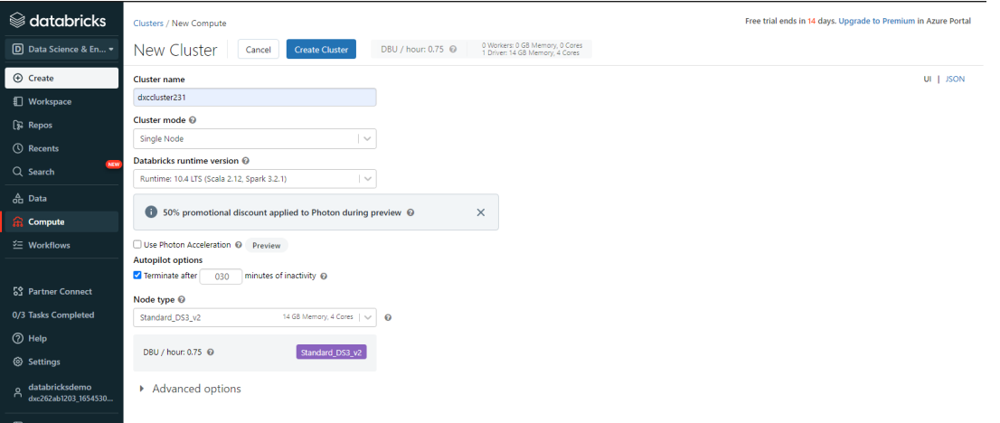 databricks
D Data Science & En...
Create
Workspace
Repos
Recents
Search
NEW
Data
Compute
Workflows
Partner Connect
0/3 Tasks Completed
Help
Settings
databricksdemo
dxc262ab1203_1654530...
Clusters / New Compute
Free trial ends in 14 days. Upgrade to Premium in Azure Portal
New Cluster
Cancel
Create Cluster
DBU / hour: 0.75
0 Workers: 0 GB Memory, 0 Cores
1 Driver: 14 GB Memory, 4 Cores
UI | JSON
Cluster name
dxccluster231
Cluster mode
Single Node
Databricks runtime version
Runtime: 10.4 LTS (Scala 2.12, Spark 3.2.1)
50% promotional discount applied to Photon during preview
Use Photon Acceleration Preview
Autopilot options
Terminate after 030 minutes of inactivity
Node type
Standard_DS3_v2 14 GB Memory, 4 Cores
DBU / hour: 0.75 Standard_DS3_v2
Advanced options